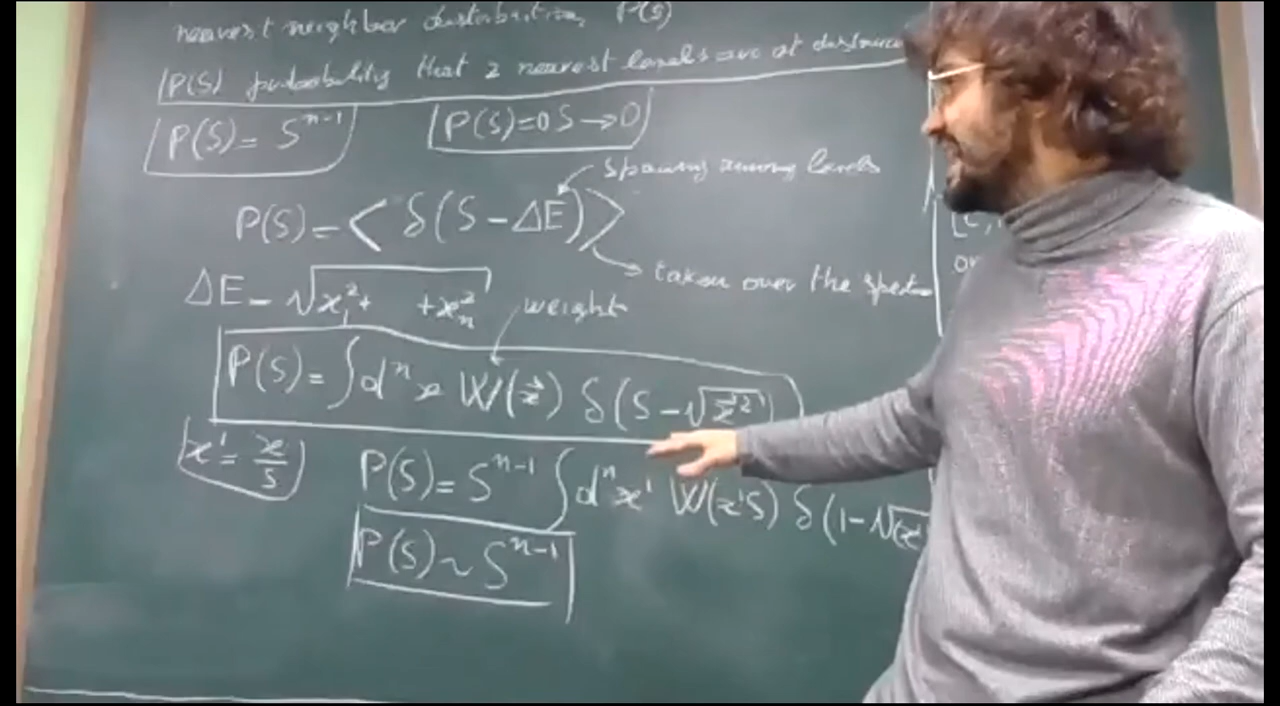 nearest neighbor distribution, P(S)
P(S) probability that 2 nearest levels are at distance
P(S) = S^{n-1} P(S)=0 S→0
spacing among levels
P(S) = < δ(S - ΔE) >
taken over the
ΔE = √x₁² + + xₙ²
weight
P(S) = ∫dⁿx W(x⃗) δ(S - √x⃗²)
x' = x/S
P(S) = S^{n-1} ∫dⁿx' W(x'S) δ(1 - √(x'
P(S) ~ S^{n-1}